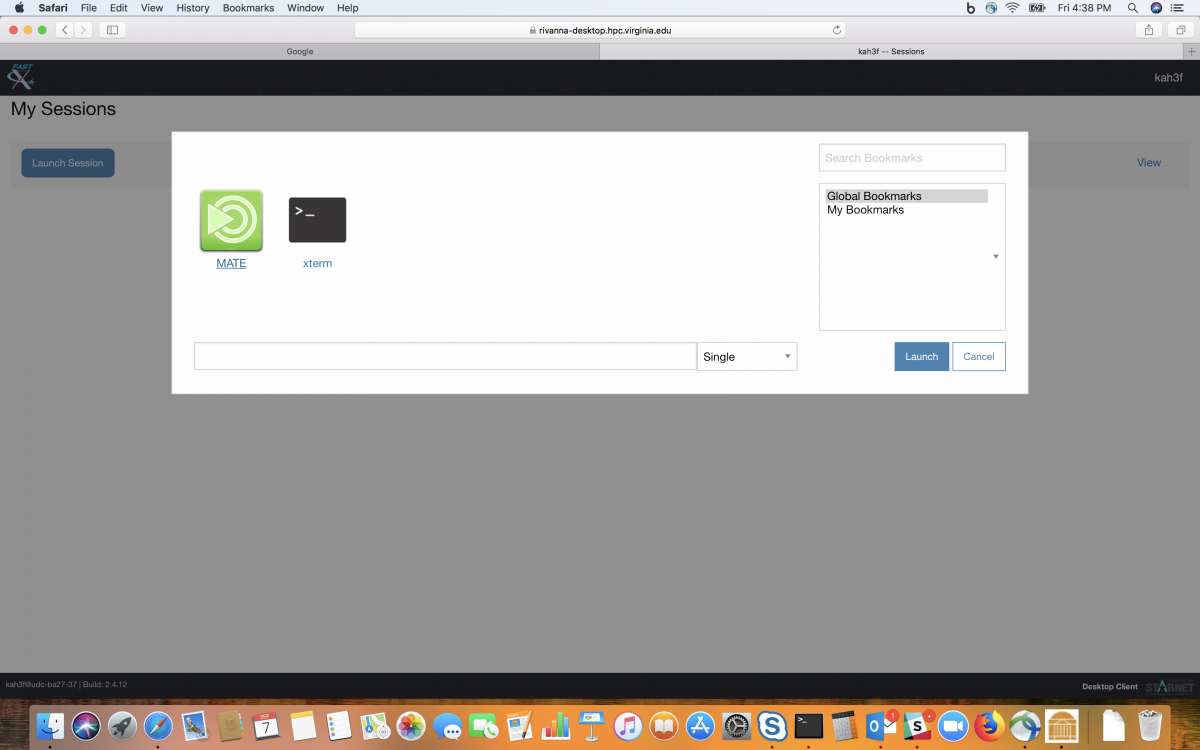 Safari File Edit View History Bookmarks Window Help
Fri 4:38 PM
rivanna-desktop.hpc.virginia.edu
Google
kah3f -- Sessions
FAST
X
kah3f
My Sessions
Launch Session
View
Search Bookmarks
Global Bookmarks
My Bookmarks
>_
MATE
xterm
Single
Launch
Cancel
kah3f@udc-ba27-37 | Build: 2.4.12
Desktop Client
STARNET
SEP
7
>_
1